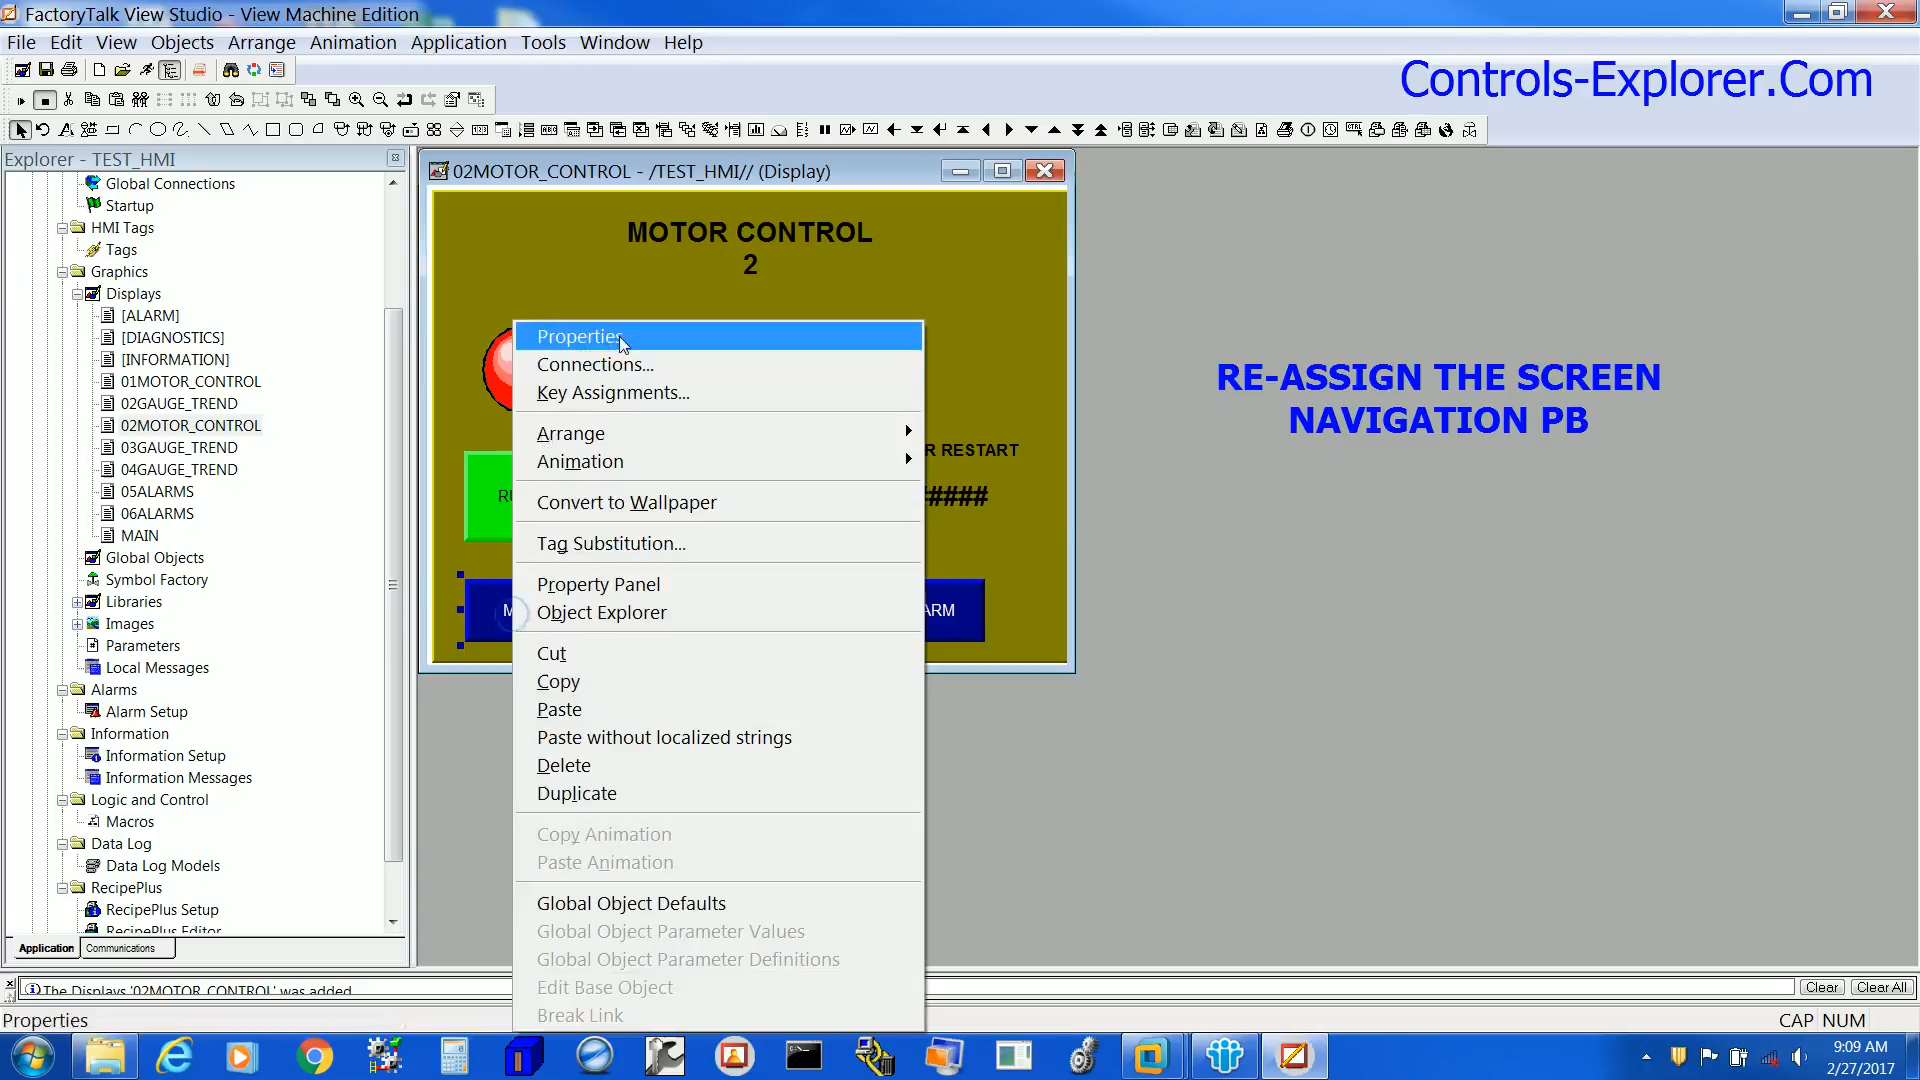 FactoryTalk View Studio - View Machine Edition
File Edit View Objects Arrange Animation Application Tools Window Help
Controls-Explorer.Com
Explorer - TEST_HMI
Global Connections
Startup
HMI Tags
Tags
Graphics
Displays
[ALARM]
[DIAGNOSTICS]
[INFORMATION]
01MOTOR_CONTROL
02GAUGE_TREND
02MOTOR_CONTROL
03GAUGE_TREND
04GAUGE_TREND
05ALARMS
06ALARMS
MAIN
Global Objects
Symbol Factory
Libraries
Images
Parameters
Local Messages
Alarms
Alarm Setup
Information
Information Setup
Information Messages
Logic and Control
Macros
Data Log
Data Log Models
RecipePlus
RecipePlus Setup
RecipePlus Editor
Application Communications
02MOTOR_CONTROL - /TEST_HMI// (Display)
MOTOR CONTROL
2
R RESTART
#####
ARM
Properties
Connections...
Key Assignments...
Arrange
Animation
Convert to Wallpaper
Tag Substitution...
Property Panel
Object Explorer
Cut
Copy
Paste
Paste without localized strings
Delete
Duplicate
Copy Animation
Paste Animation
Global Object Defaults
Global Object Parameter Values
Global Object Parameter Definitions
Edit Base Object
Break Link
RE-ASSIGN THE SCREEN
NAVIGATION PB
The Displays '02MOTOR_CONTROL' was added
Clear Clear All
Properties
CAP NUM
9:09 AM
2/27/2017